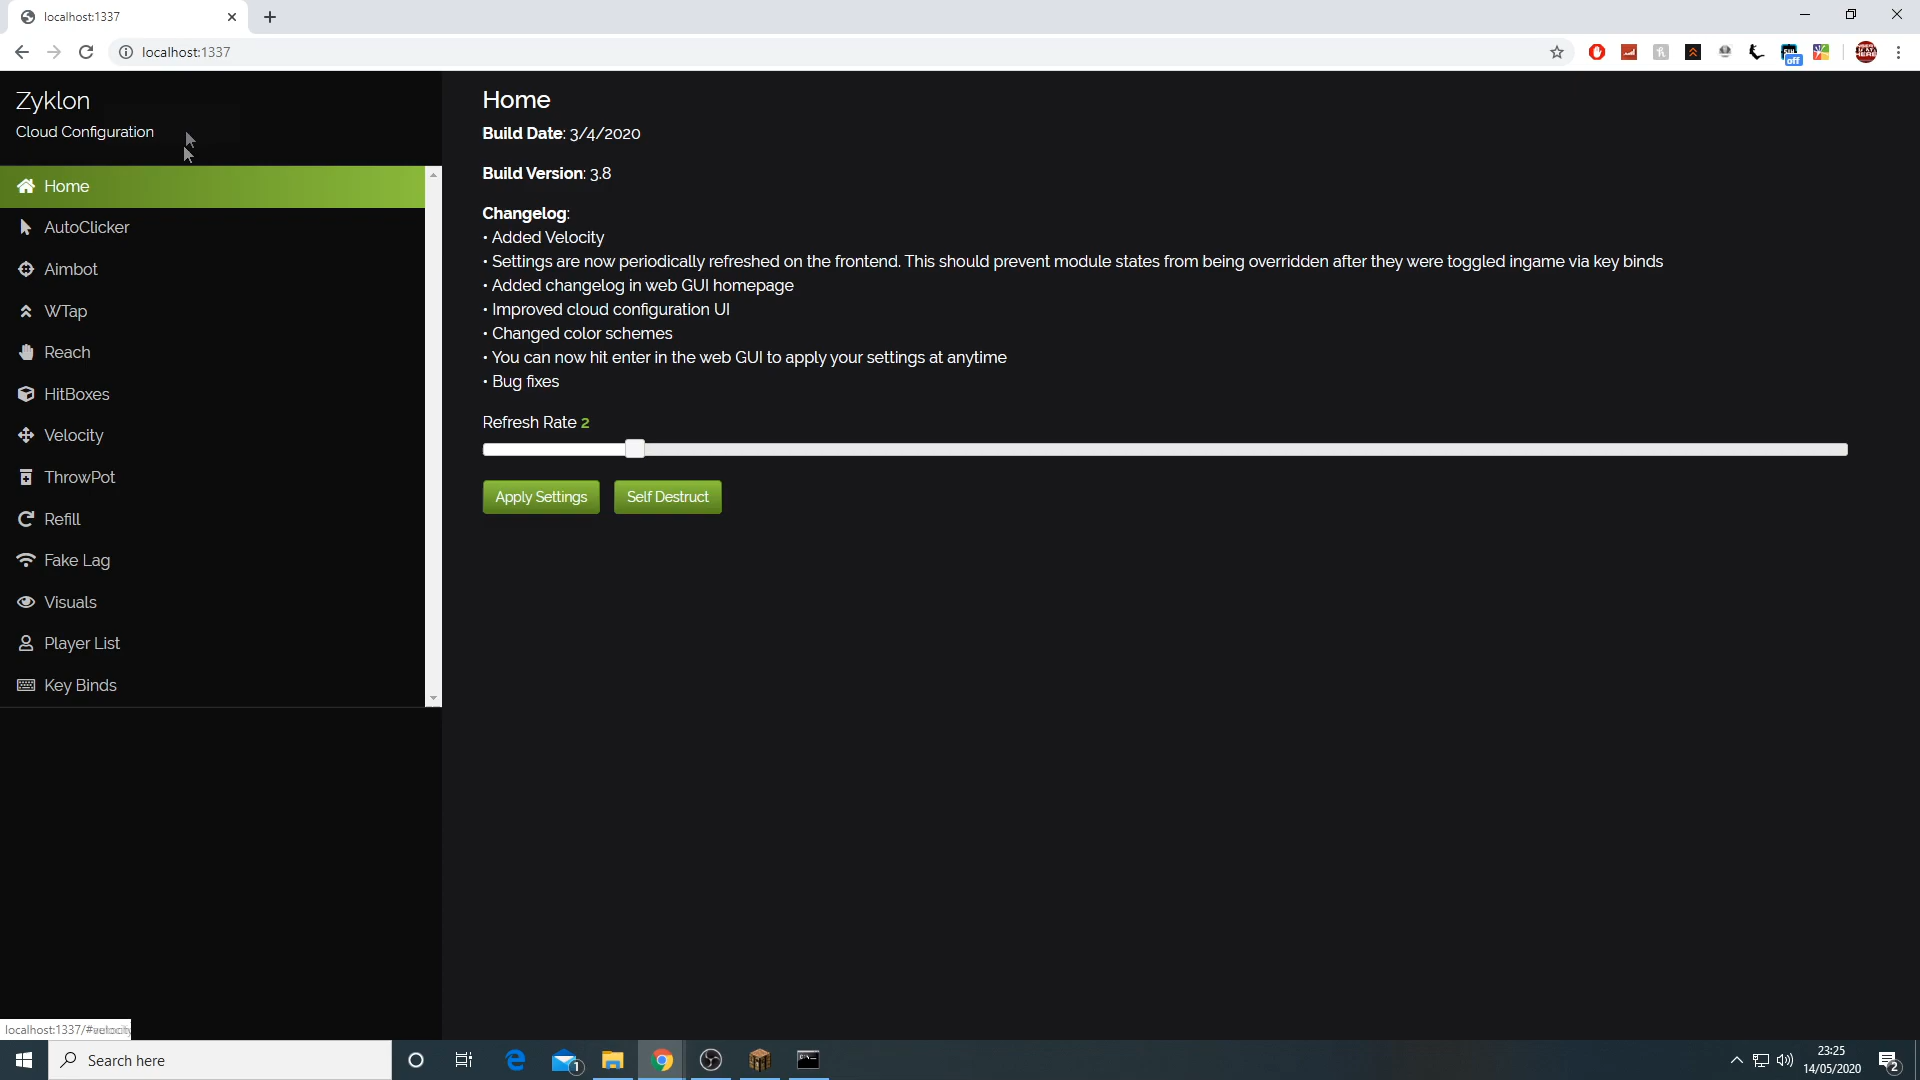 localhost:1337
localhost:1337
off
Zyklon
Cloud Configuration
Home
AutoClicker
Aimbot
WTap
Reach
HitBoxes
Velocity
ThrowPot
Refill
Fake Lag
Visuals
Player List
Key Binds
Home
Build Date: 3/4/2020
Build Version: 3.8
Changelog:
• Added Velocity
• Settings are now periodically refreshed on the frontend. This should prevent module states from being overridden after they were toggled ingame via key binds
• Added changelog in web GUI homepage
• Improved cloud configuration UI
• Changed color schemes
• You can now hit enter in the web GUI to apply your settings at anytime
• Bug fixes
Refresh Rate 2
Apply Settings Self Destruct
localhost:1337/#velocity
Search here
1
23:25
14/05/2020
2